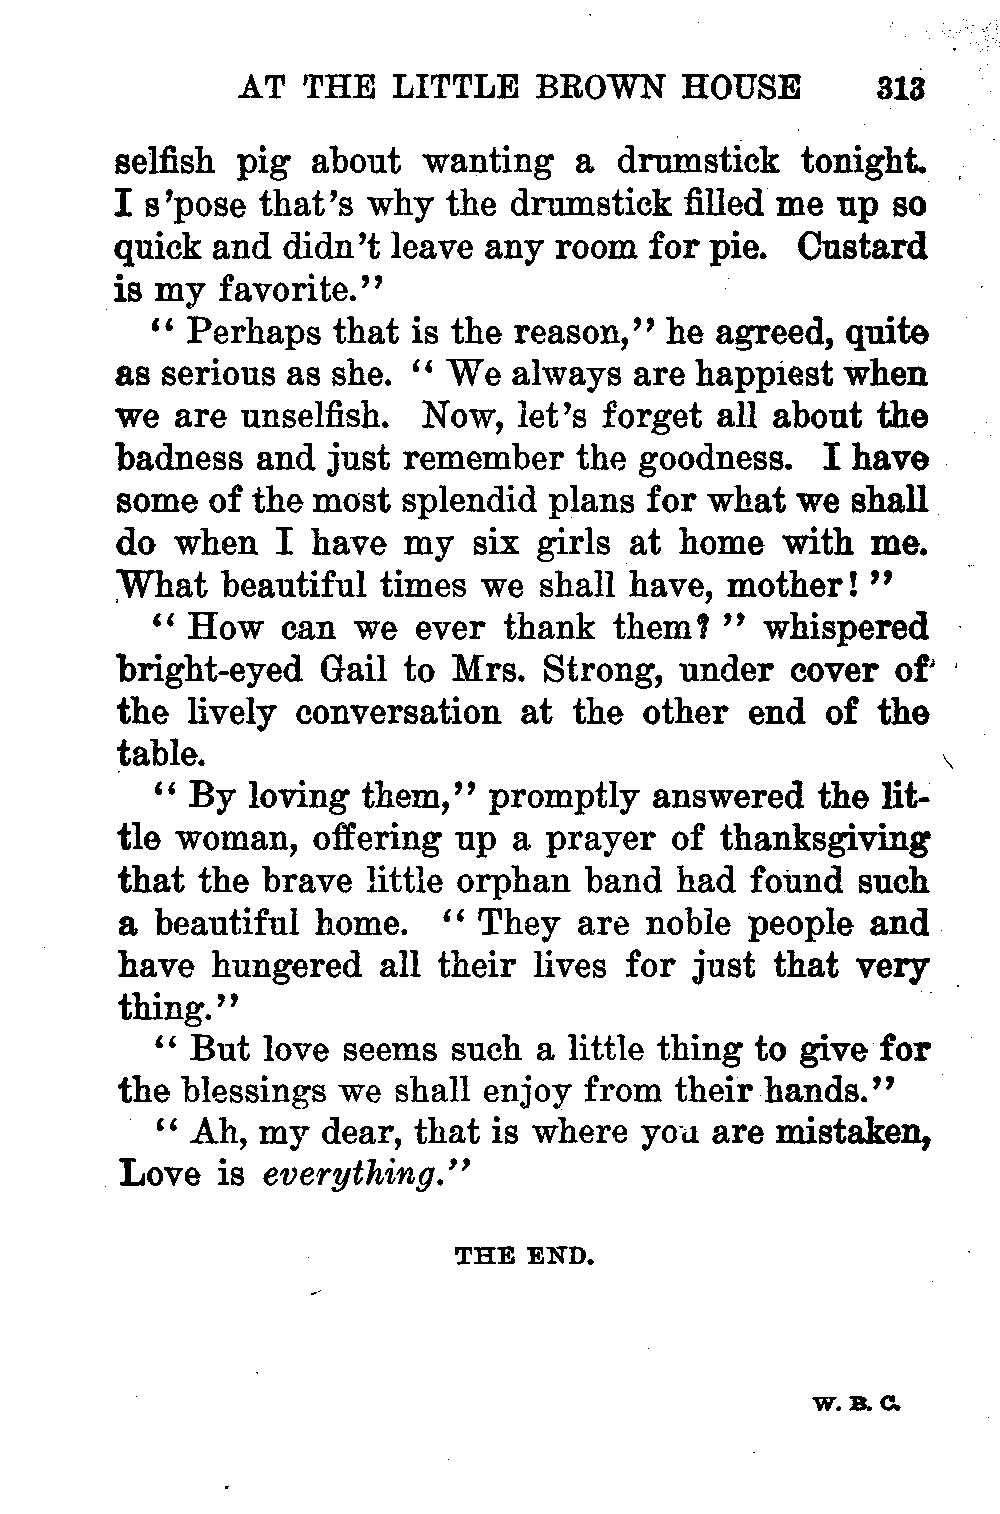 AT THE LITTLE BROWN HOUSE 313
selfish pig about wanting a drumstick tonight.
I s'pose that's why the drumstick filled me up so
quick and didn't leave any room for pie. Custard
is my favorite."
" Perhaps that is the reason," he agreed, quite
as serious as she. " We always are happiest when
we are unselfish. Now, let's forget all about the
badness and just remember the goodness. I have
some of the most splendid plans for what we shall
do when I have my six girls at home with me.
What beautiful times we shall have, mother! "
" How can we ever thank them? " whispered
bright-eyed Gail to Mrs. Strong, under cover of
the lively conversation at the other end of the
table.
" By loving them," promptly answered the lit-
tle woman, offering up a prayer of thanksgiving
that the brave little orphan band had found such
a beautiful home. " They are noble people and
have hungered all their lives for just that very
thing."
" But love seems such a little thing to give for
the blessings we shall enjoy from their hands."
" Ah, my dear, that is where you are mistaken,
Love is everything."
THE END.
W. B. C.